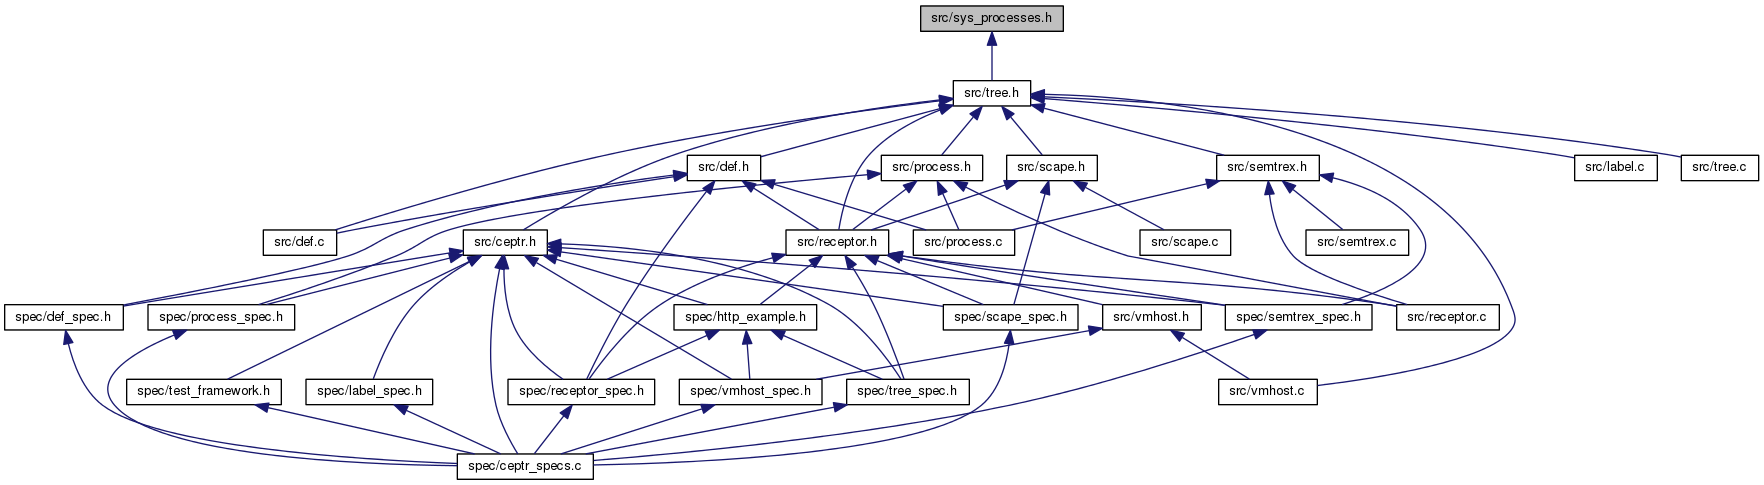 src/sys_processes.h
src/tree.h
src/def.h
src/process.h
src/scape.h
src/semtrex.h
src/label.c
src/tree.c
src/def.c
src/ceptr.h
src/receptor.h
src/process.c
src/scape.c
src/semtrex.c
spec/def_spec.h
spec/process_spec.h
spec/http_example.h
spec/scape_spec.h
src/vmhost.h
spec/semtrex_spec.h
src/receptor.c
spec/test_framework.h
spec/label_spec.h
spec/receptor_spec.h
spec/vmhost_spec.h
spec/tree_spec.h
src/vmhost.c
spec/ceptr_specs.c